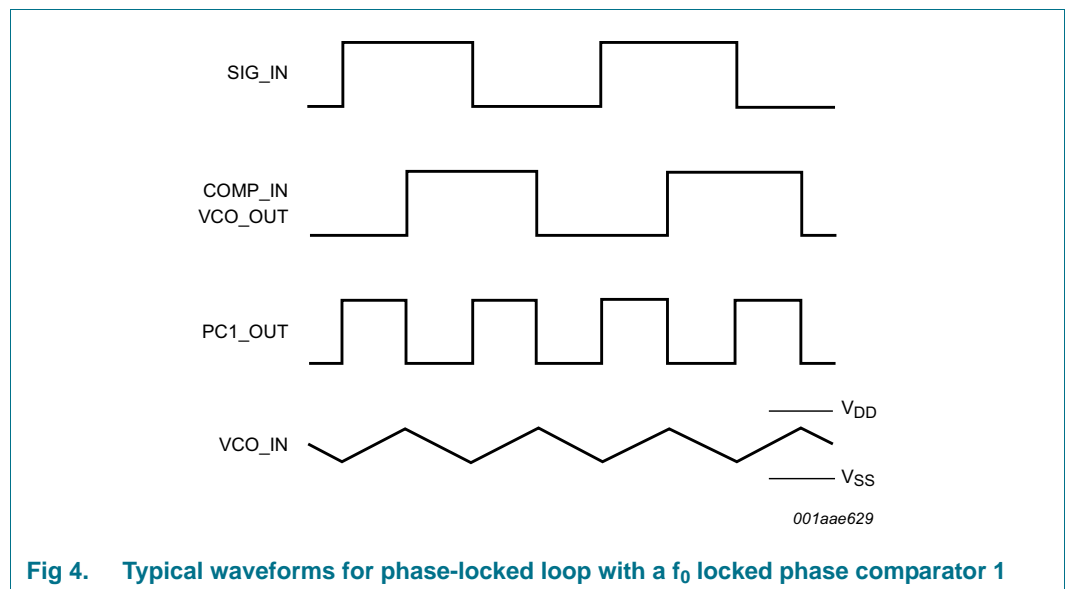 SIG_IN
COMP_IN
VCO_OUT
PC1_OUT
VCO_IN
VDD
VSS
001aae629
Fig 4. Typical waveforms for phase-locked loop with a f0 locked phase comparator 1